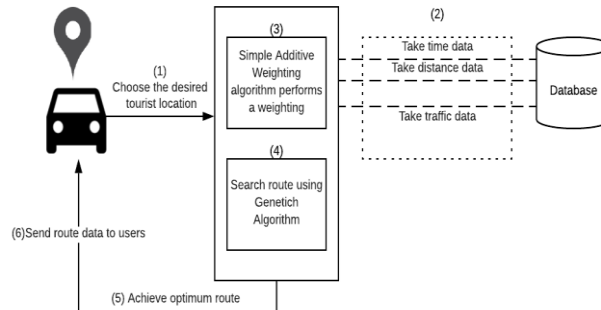 (1)
Choose the desired
tourist location
(2)
Take time data
Take distance data
Take traffic data
Database
(3)
Simple Additive
Weighting
algorithm performs
a weighting
(4)
Search route using
Genetich
Algorithm
(5) Achieve optimum route
(6)Send route data to users